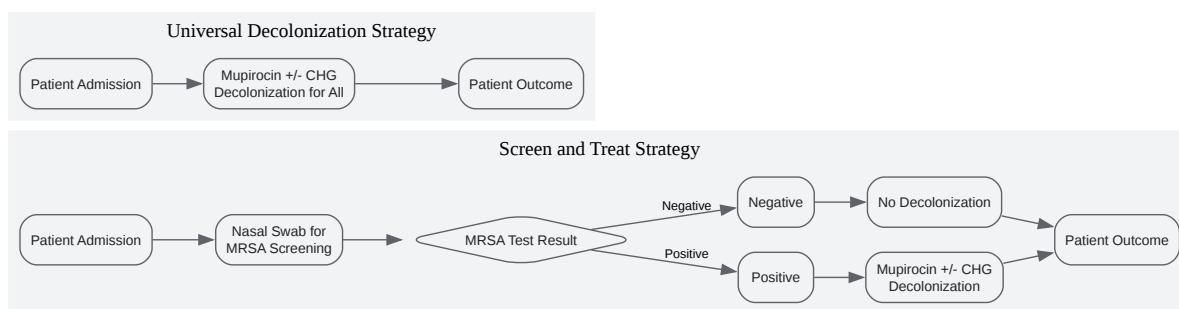 Universal Decolonization Strategy
Patient Admission
Mupirocin +/- CHG
Decolonization for All
Patient Outcome
Screen and Treat Strategy
Patient Admission
Nasal Swab for
MRSA Screening
MRSA Test Result
Negative
Negative
No Decolonization
Positive
Positive
Mupirocin +/- CHG
Decolonization
Patient Outcome